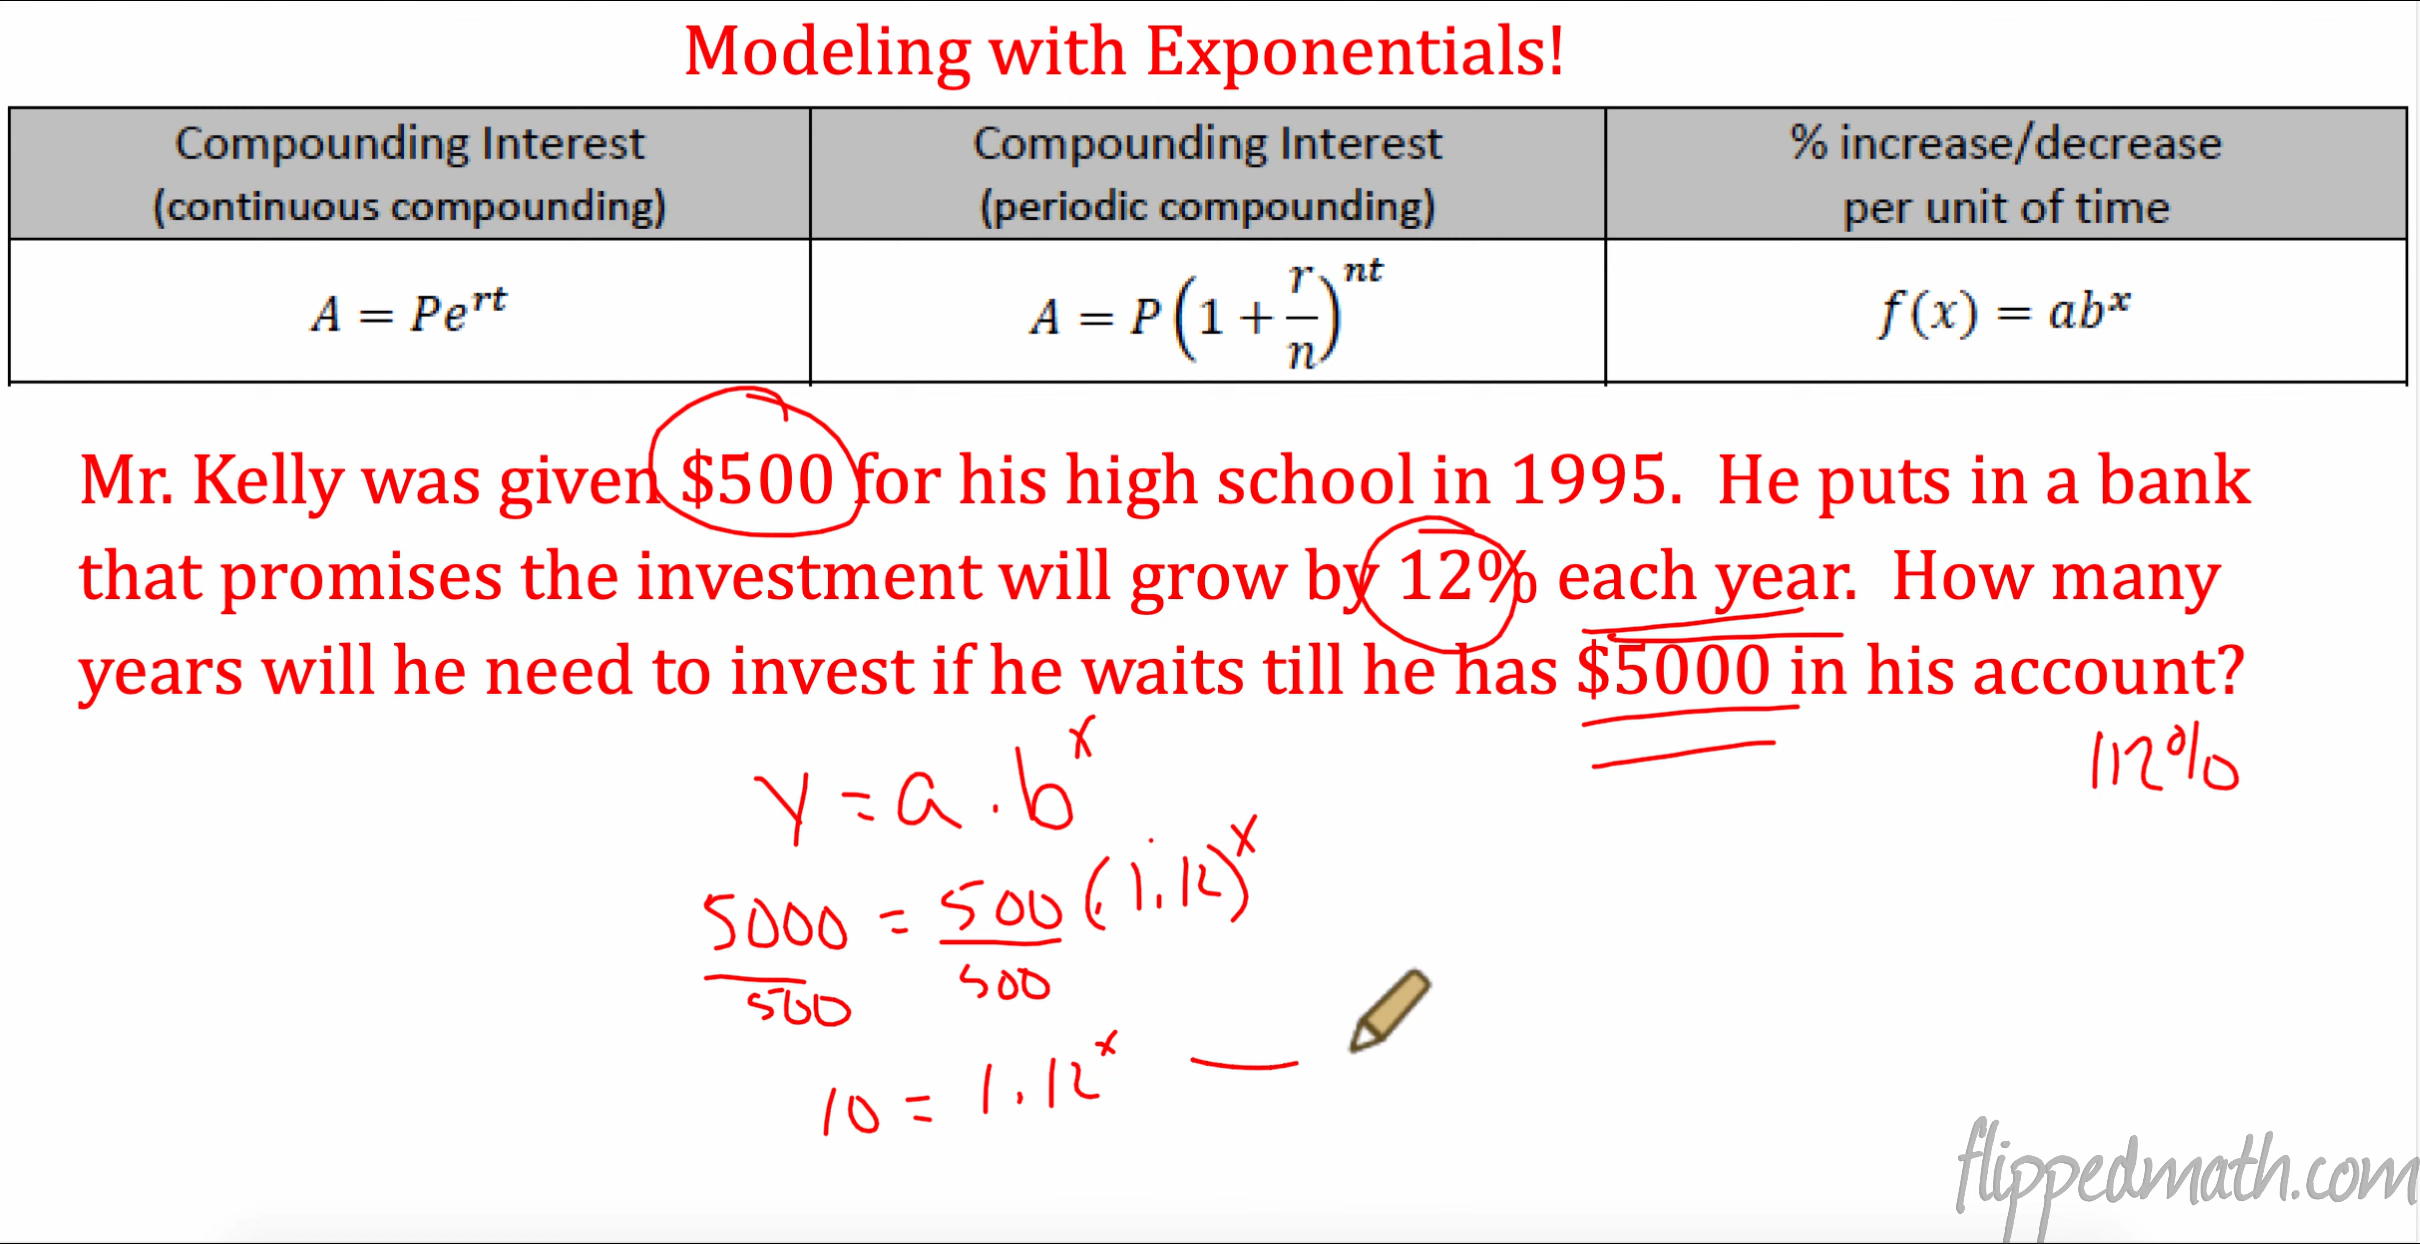 Modeling with Exponentials!
Compounding Interest
(continuous compounding)
Compounding Interest
(periodic compounding)
% increase/decrease
per unit of time
A = Pe^{rt}
A = P(1 + r/n)^{nt}
f(x) = ab^x
Mr. Kelly was given $500 for his high school in 1995. He puts in a bank
that promises the investment will grow by 12% each year. How many
years will he need to invest if he waits till he has $5000 in his account?
112%
y = a · b^x
5000 = 500 (1.12)^x
500 500
10 = 1.12^x
flippedmath.com